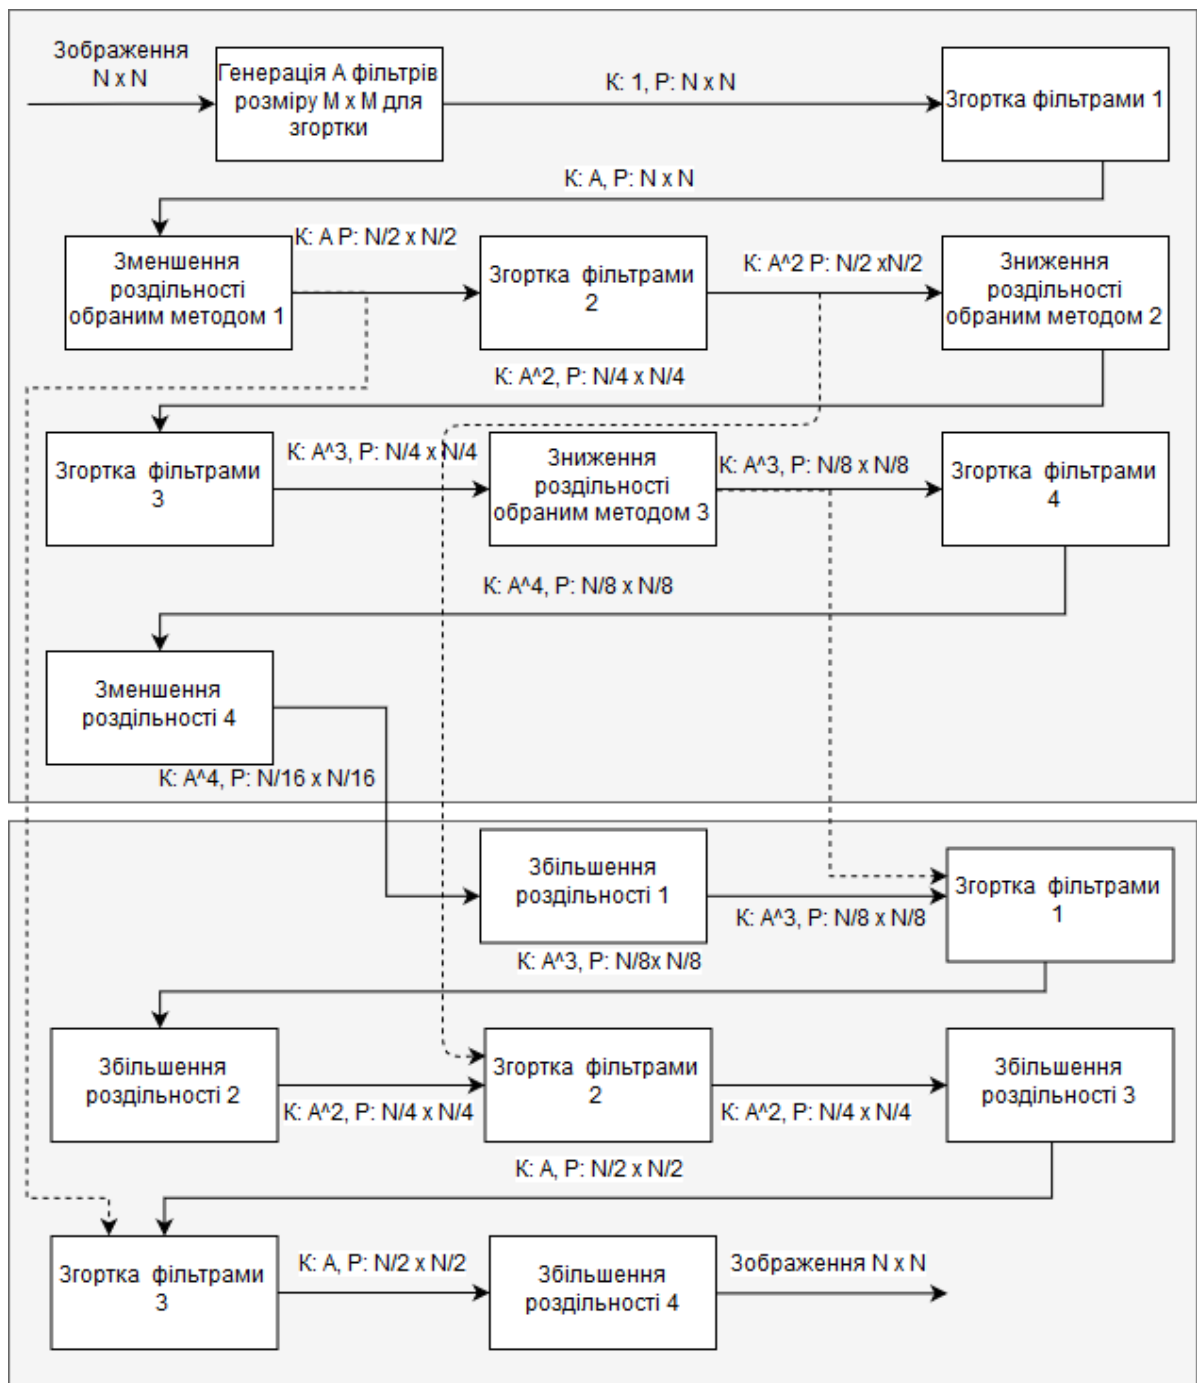 Зображення
N x N
Генерація А фільтрів
розміру М х М для
згортки
К: 1, Р: N x N
Згортка фільтрами 1
К: А, Р: N x N
Зменшення
роздільності
обраним методом 1
К: А Р: N/2 x N/2
Згортка фільтрами
2
К: А^2 Р: N/2 xN/2
Зниження
роздільності
обраним методом 2
К: А^2, Р: N/4 x N/4
Згортка фільтрами
3
К: А^3, Р: N/4 x N/4
Зниження
роздільності
обраним методом 3
К: А^3, Р: N/8 x N/8
Згортка фільтрами
4
К: А^4, Р: N/8 x N/8
Зменшення
роздільності 4
К: А^4, Р: N/16 x N/16
Збільшення
роздільності 1
К: А^3, Р: N/8 x N/8
Згортка фільтрами
1
К: А^3, Р: N/8x N/8
Збільшення
роздільності 2
К: А^2, Р: N/4 x N/4
Згортка фільтрами
2
К: А^2, Р: N/4 x N/4
Збільшення
роздільності 3
К: А, Р: N/2 x N/2
Згортка фільтрами
3
К: А, Р: N/2 x N/2
Збільшення
роздільності 4
Зображення N x N